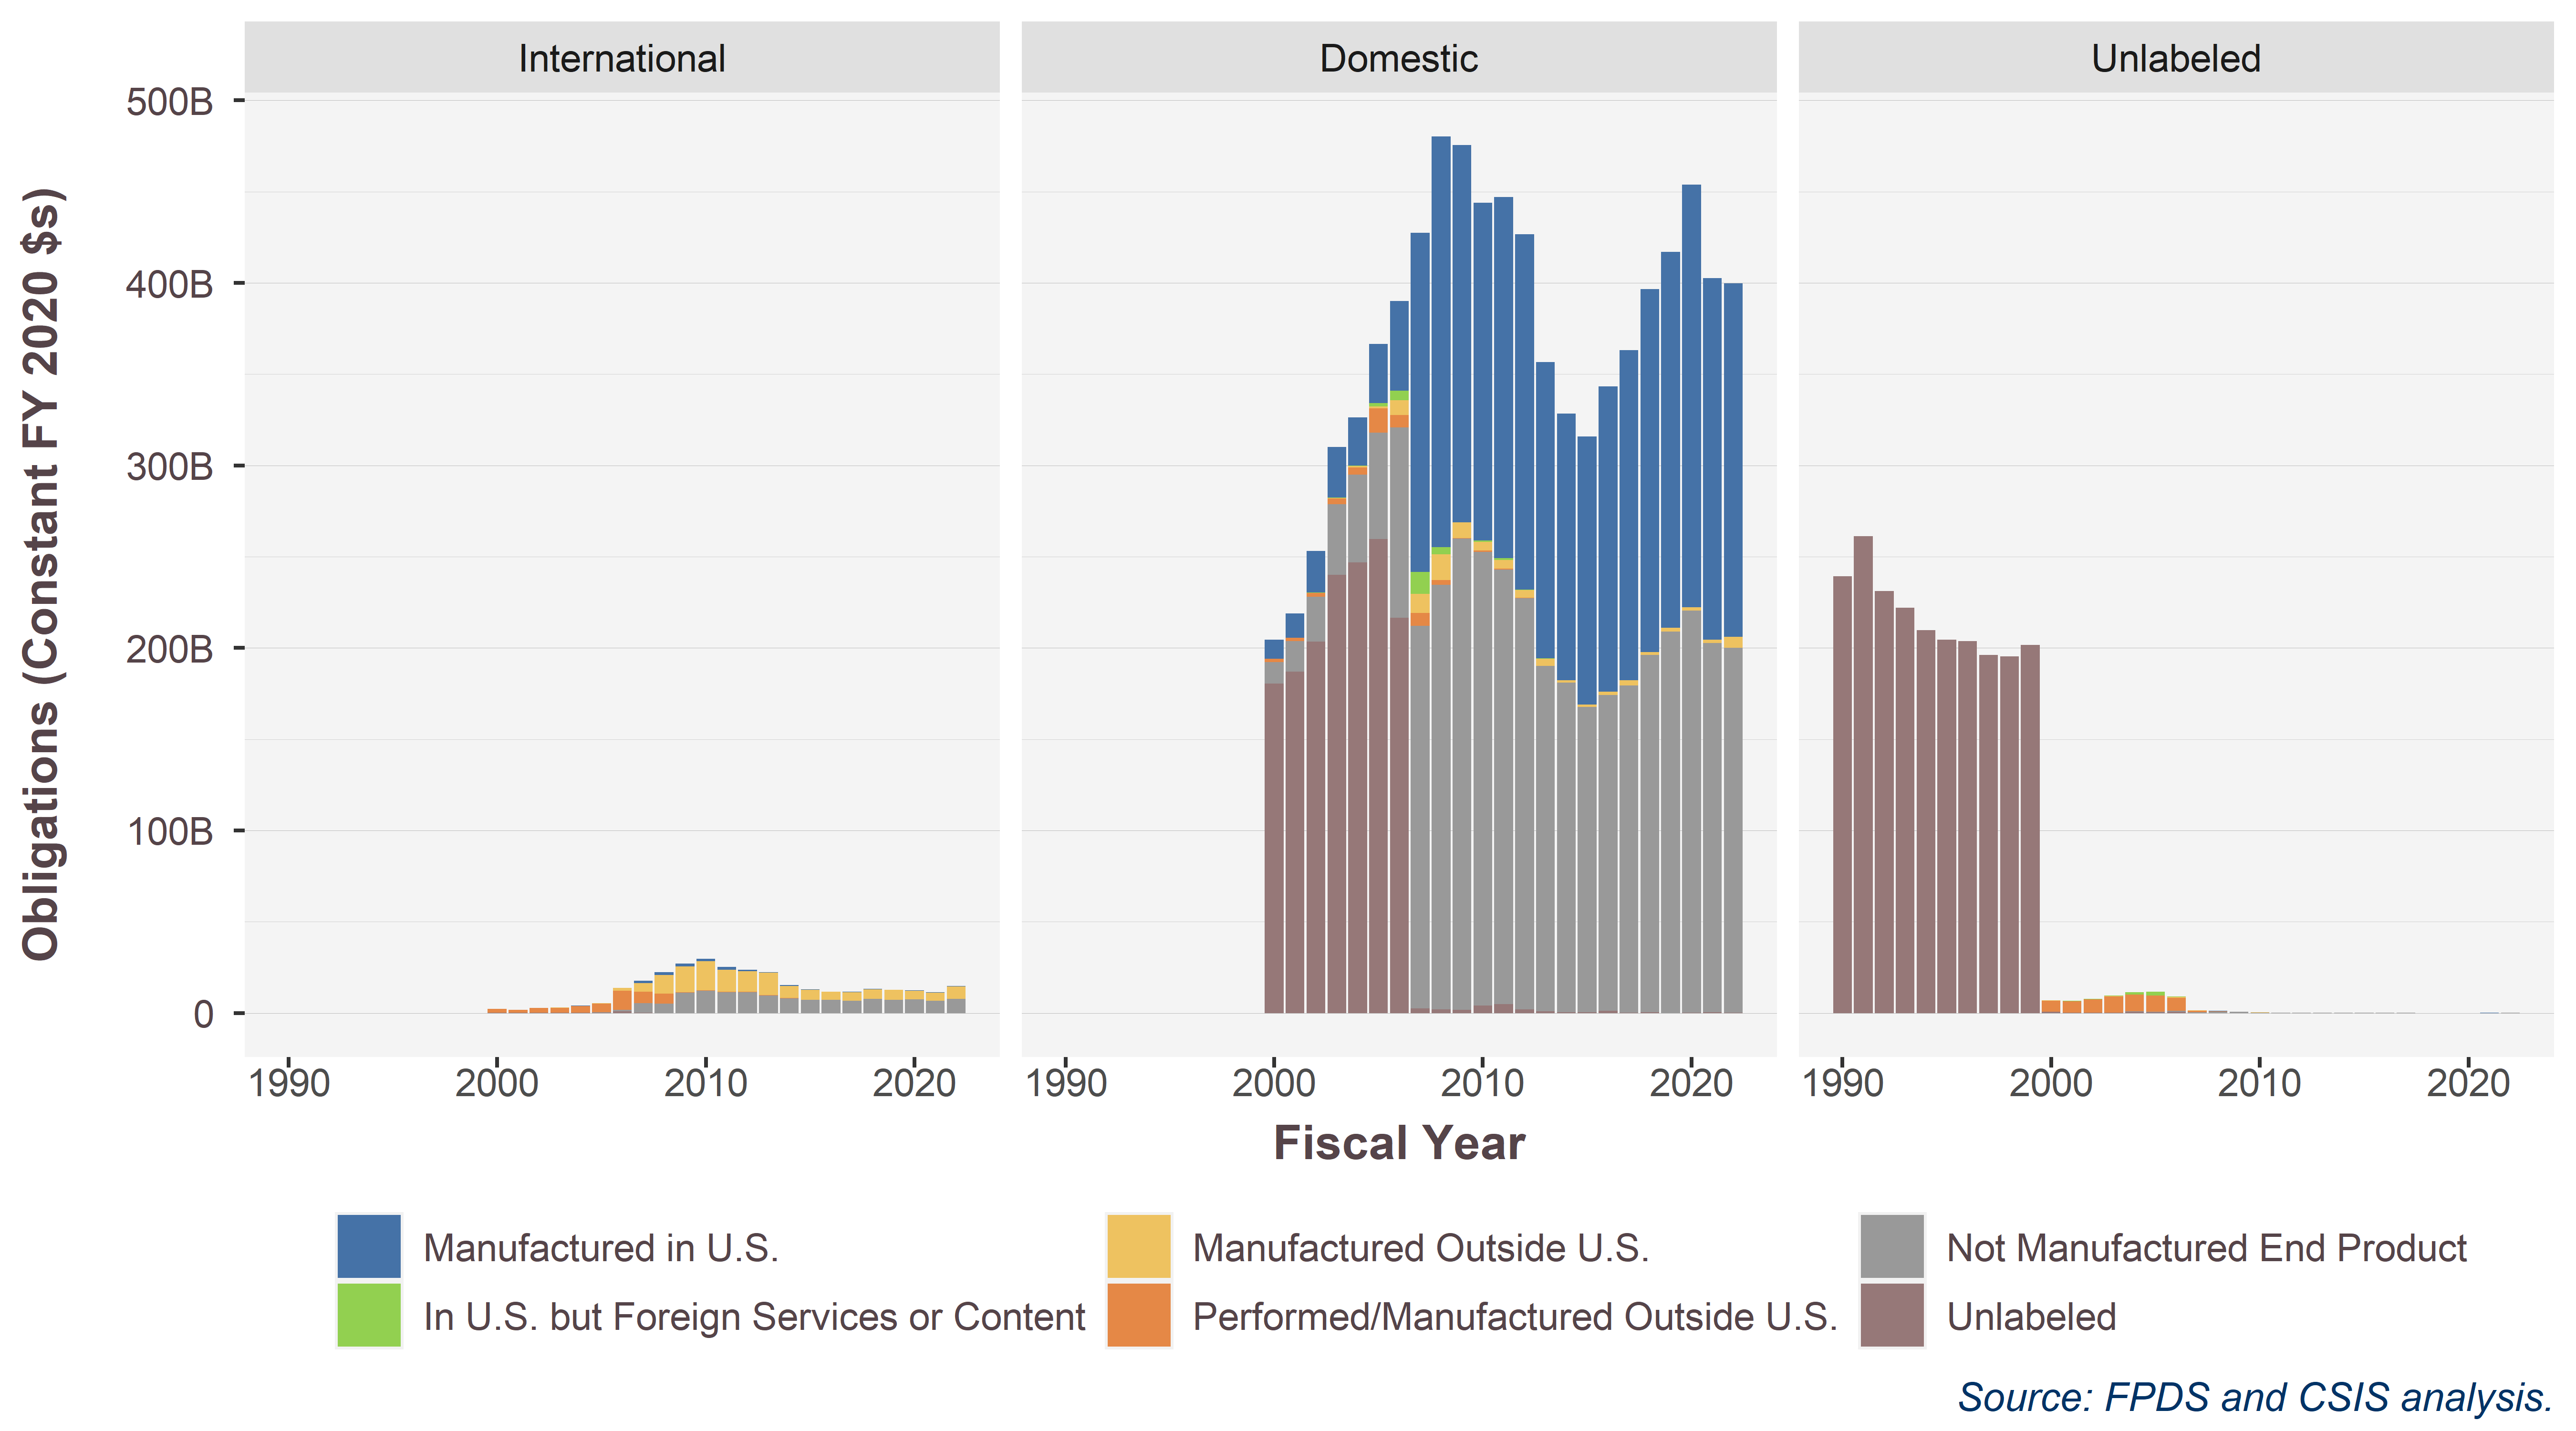 International
Domestic
Unlabeled
Obligations (Constant FY 2020 $s)
500B
400B
300B
200B
100B
0
1990 2000 2010 2020
1990 2000 2010 2020
1990 2000 2010 2020
Fiscal Year
Manufactured in U.S.
Manufactured Outside U.S.
Not Manufactured End Product
In U.S. but Foreign Services or Content
Performed/Manufactured Outside U.S.
Unlabeled
Source: FPDS and CSIS analysis.